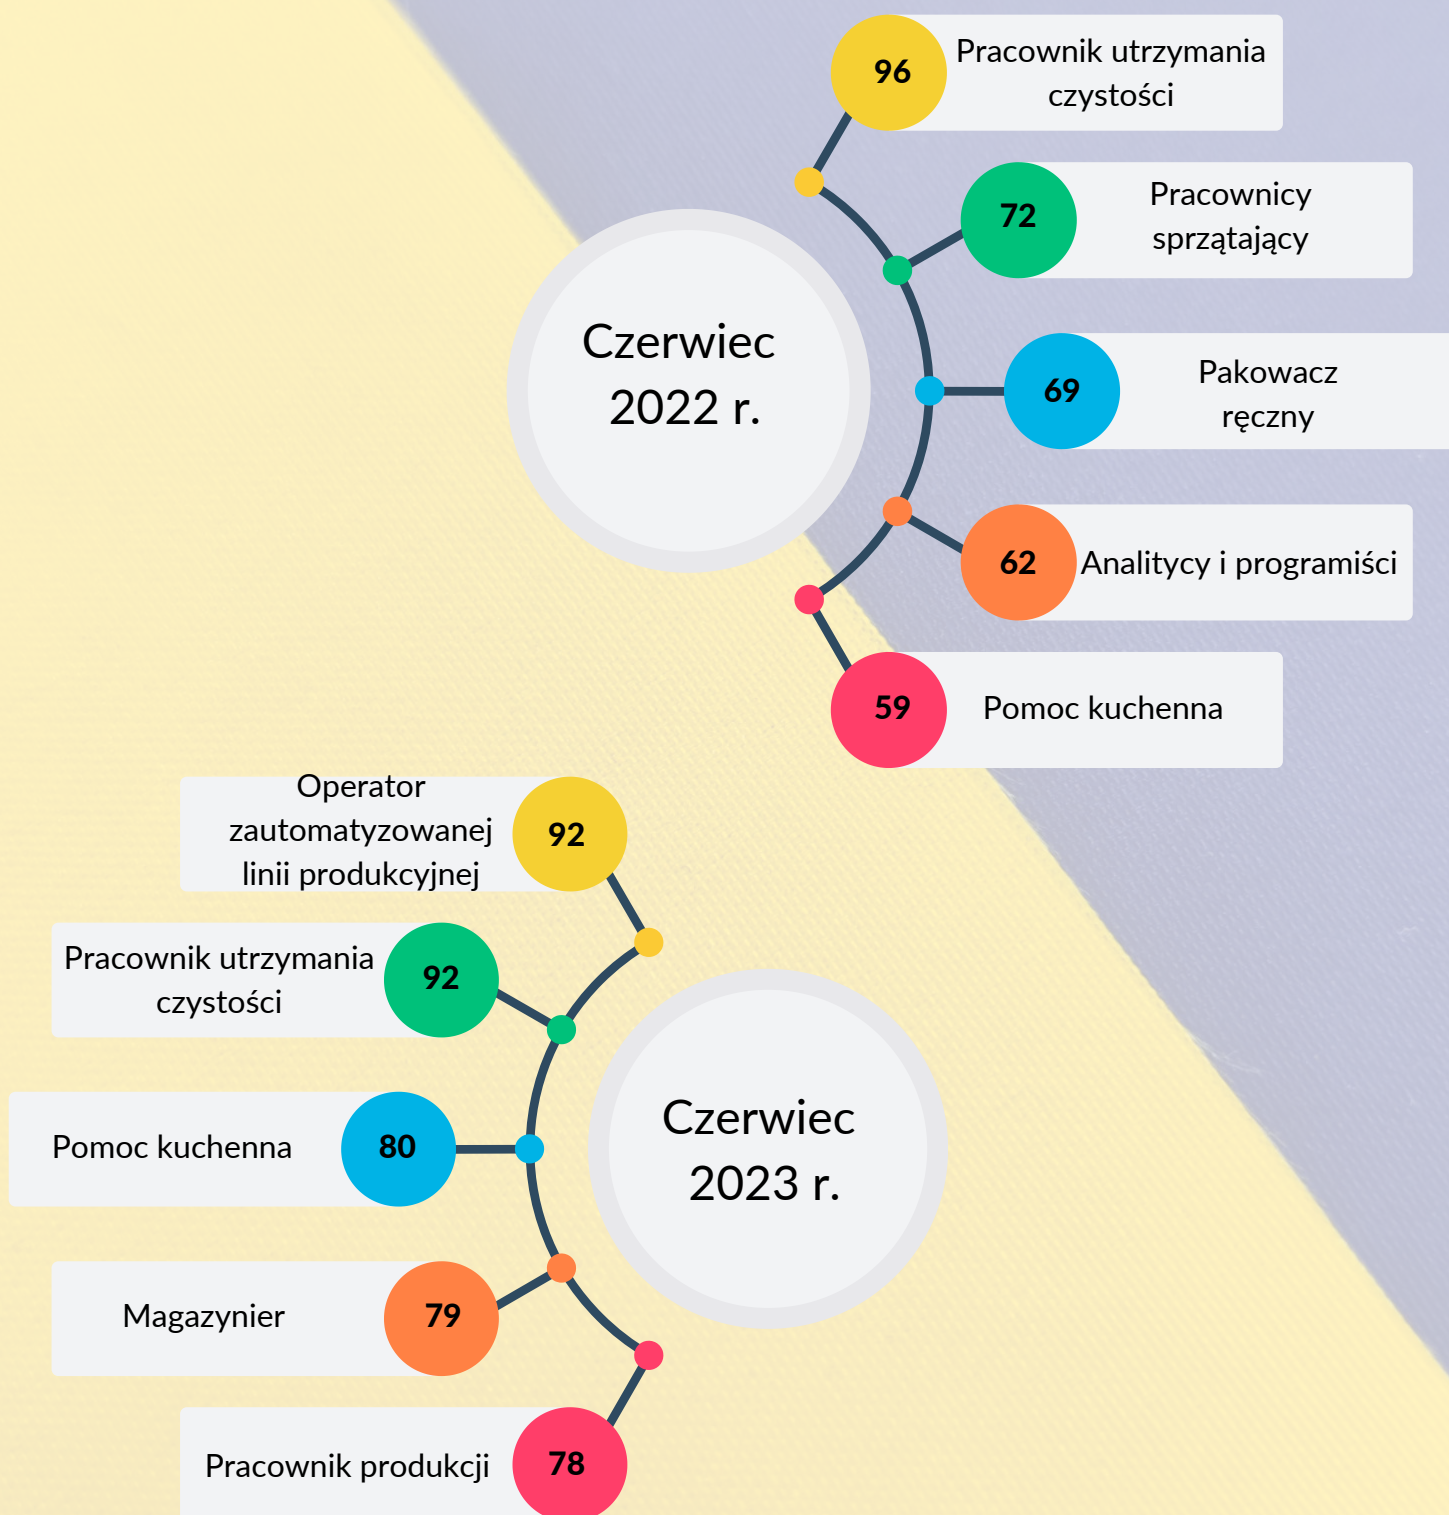 96
Pracownik utrzymania
czystości
72
Pracownicy
sprzątający
Czerwiec
2022 r.
69
Pakowacz
ręczny
62
Analitycy i programiści
59
Pomoc kuchenna
Operator
zautomatyzowanej
linii produkcyjnej
92
Pracownik utrzymania
czystości
92
Pomoc kuchenna
80
Czerwiec
2023 r.
Magazynier
79
Pracownik produkcji
78